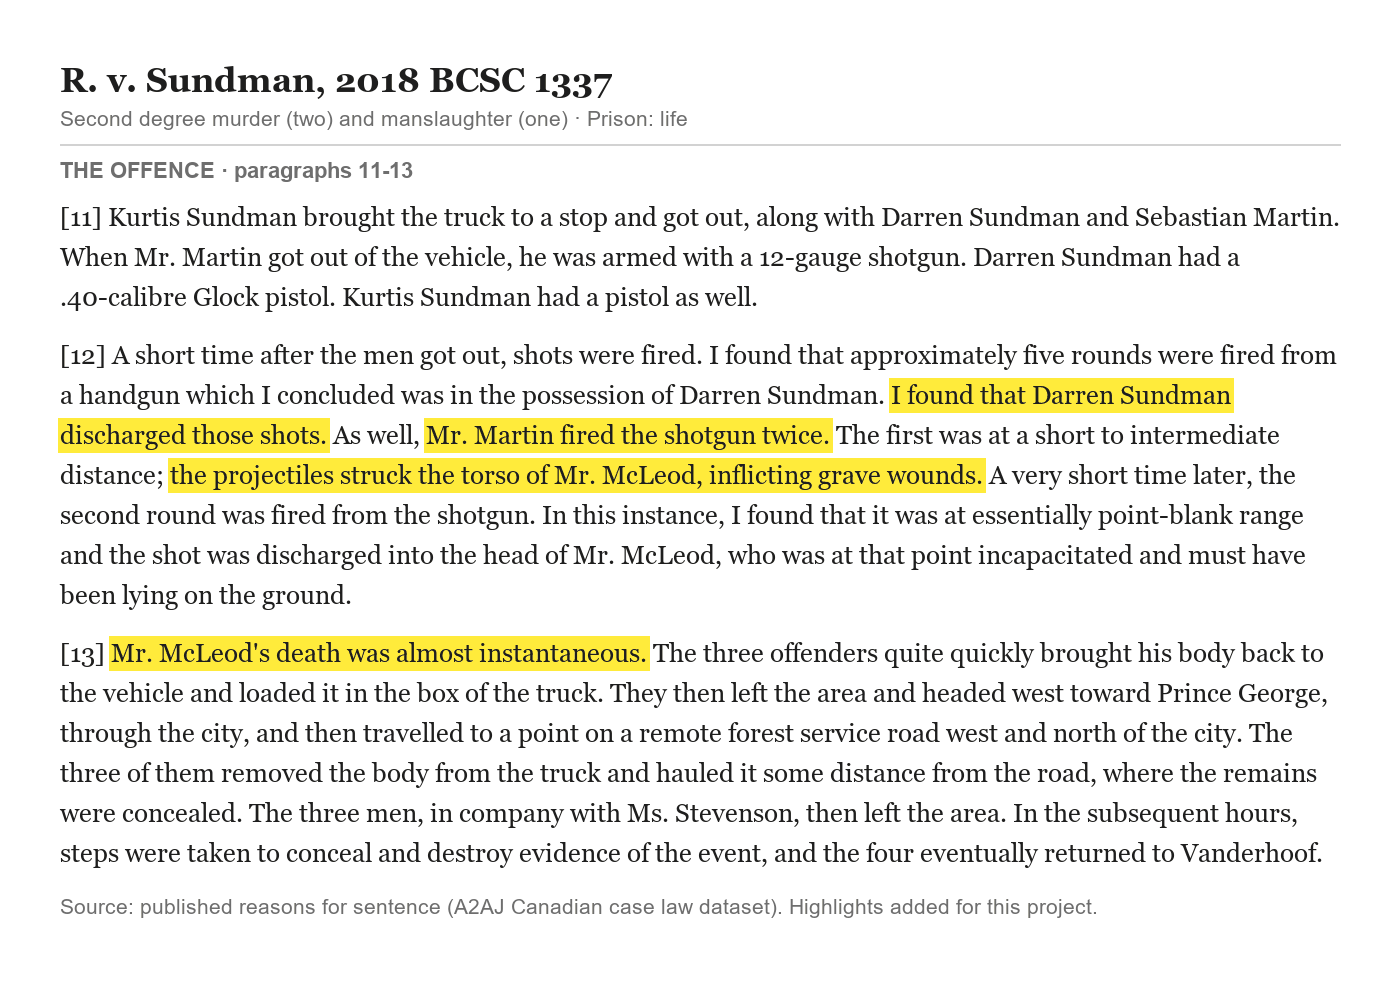 R. v. Sundman, 2018 BCSC 1337
Second degree murder (two) and manslaughter (one) · Prison: life
THE OFFENCE · paragraphs 11-13
[11] Kurtis Sundman brought the truck to a stop and got out, along with Darren Sundman and Sebastian Martin.
When Mr. Martin got out of the vehicle, he was armed with a 12-gauge shotgun. Darren Sundman had a
.40-calibre Glock pistol. Kurtis Sundman had a pistol as well.
[12] A short time after the men got out, shots were fired. I found that approximately five rounds were fired from
a handgun which I concluded was in the possession of Darren Sundman. I found that Darren Sundman
discharged those shots. As well, Mr. Martin fired the shotgun twice. The first was at a short to intermediate
distance; the projectiles struck the torso of Mr. McLeod, inflicting grave wounds. A very short time later, the
second round was fired from the shotgun. In this instance, I found that it was at essentially point-blank range
and the shot was discharged into the head of Mr. McLeod, who was at that point incapacitated and must have
been lying on the ground.
[13] Mr. McLeod's death was almost instantaneous. The three offenders quite quickly brought his body back to
the vehicle and loaded it in the box of the truck. They then left the area and headed west toward Prince George,
through the city, and then travelled to a point on a remote forest service road west and north of the city. The
three of them removed the body from the truck and hauled it some distance from the road, where the remains
were concealed. The three men, in company with Ms. Stevenson, then left the area. In the subsequent hours,
steps were taken to conceal and destroy evidence of the event, and the four eventually returned to Vanderhoof.
Source: published reasons for sentence (A2AJ Canadian case law dataset). Highlights added for this project.